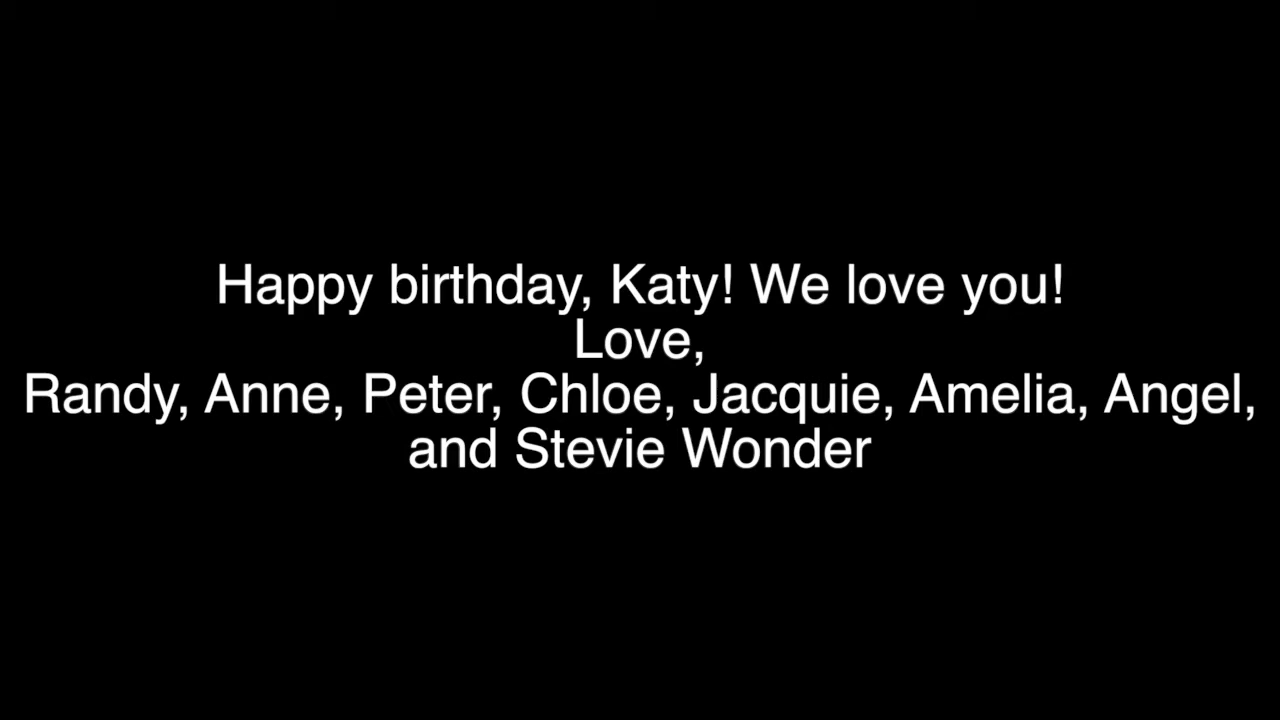 Happy birthday, Katy! We love you!
Love,
Randy, Anne, Peter, Chloe, Jacquie, Amelia, Angel,
and Stevie Wonder